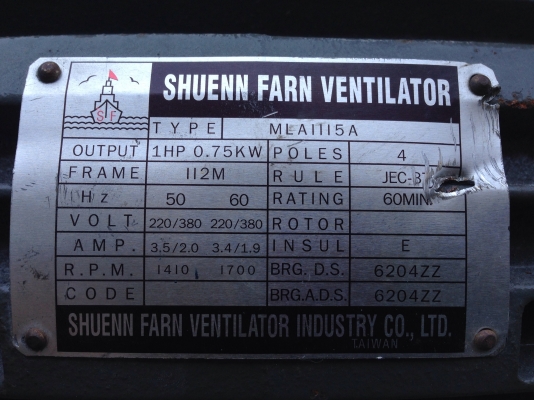 SHUENN FARN VENTILATOR
SF
TYPE MLA1115A
OUTPUT 1HP 0.75KW POLES 4
FRAME 112M RULE JEC-
Hz 50 60 RATING 60MIN
VOLT 220/380 220/380 ROTOR
AMP. 3.5/2.0 3.4/1.9 INSUL E
R.P.M. 1410 1700 BRG. D.S. 6204ZZ
CODE BRG.A.D.S. 6204ZZ
SHUENN FARN VENTILATOR INDUSTRY CO., LTD.
TAIWAN